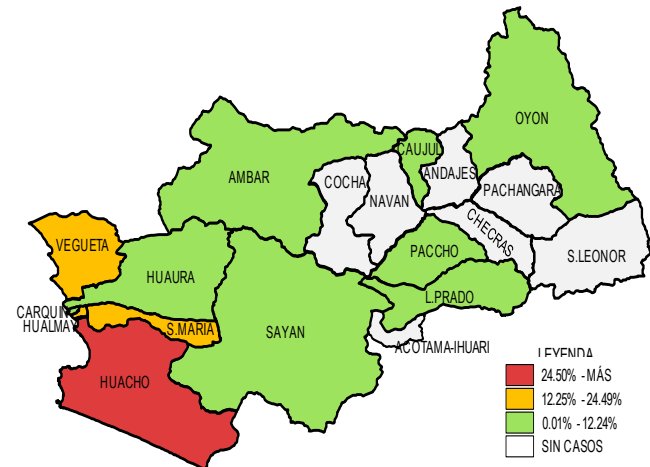 OYON
CAUJUL
ANDAJES
COCHA
AMBAR
PACHANGARA
NAVAN
CHECRAS
VEGUETA
PACCHO
S.LEONOR
HUAURA
L.PRADO
CARQUIN
HUALMA
S.MARIA
SAYAN
ACOTAMA-IHUARI
LEYENDA
HUACHO
24.50% - MÁS
12.25% - 24.49%
0.01% - 12.24%
SIN CASOS